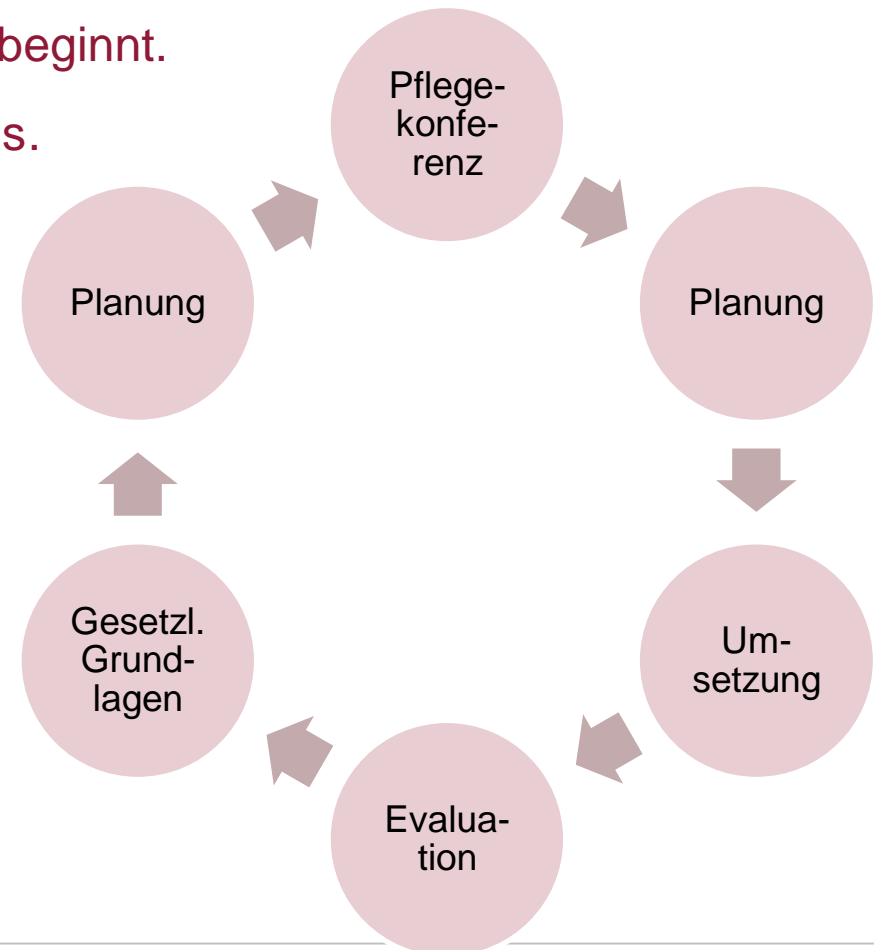 beginnt.
s.
Pflege-
konfe-
renz
Planung
Planung
Gesetzl.
Grund-
lagen
Um-
setzung
Evalua-
tion